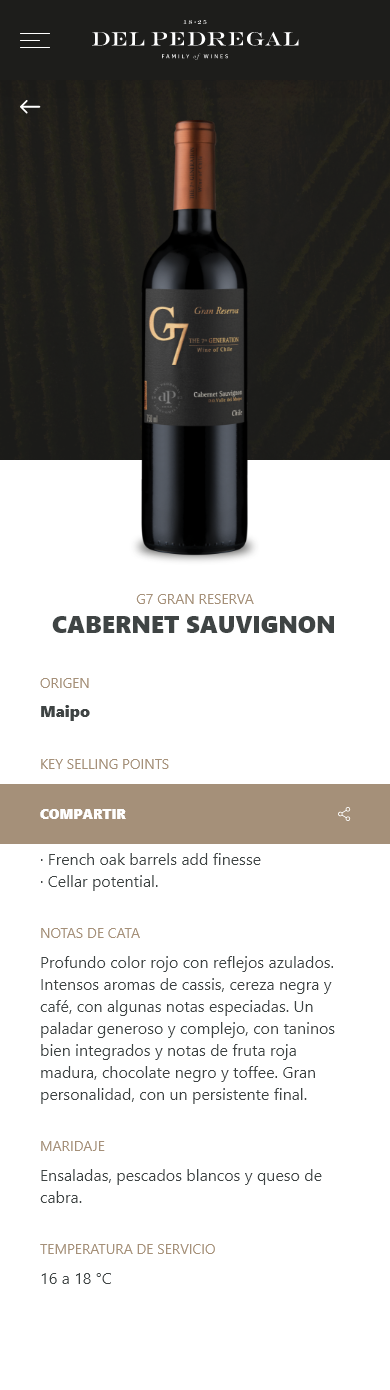 18·25
DEL PEDREGAL
FAMILY of WINES
Gran Reserva
G7
THE 7th GENERATION
Wine of Chile
Cabernet Sauvignon
dP
Chile
750 ml
G7 GRAN RESERVA
CABERNET SAUVIGNON
ORIGEN
Maipo
KEY SELLING POINTS
COMPARTIR
· French oak barrels add finesse
· Cellar potential.
NOTAS DE CATA
Profundo color rojo con reflejos azulados.
Intensos aromas de cassis, cereza negra y
café, con algunas notas especiadas. Un
paladar generoso y complejo, con taninos
bien integrados y notas de fruta roja
madura, chocolate negro y toffee. Gran
personalidad, con un persistente final.
MARIDAJE
Ensaladas, pescados blancos y queso de
cabra.
TEMPERATURA DE SERVICIO
16 a 18 °C